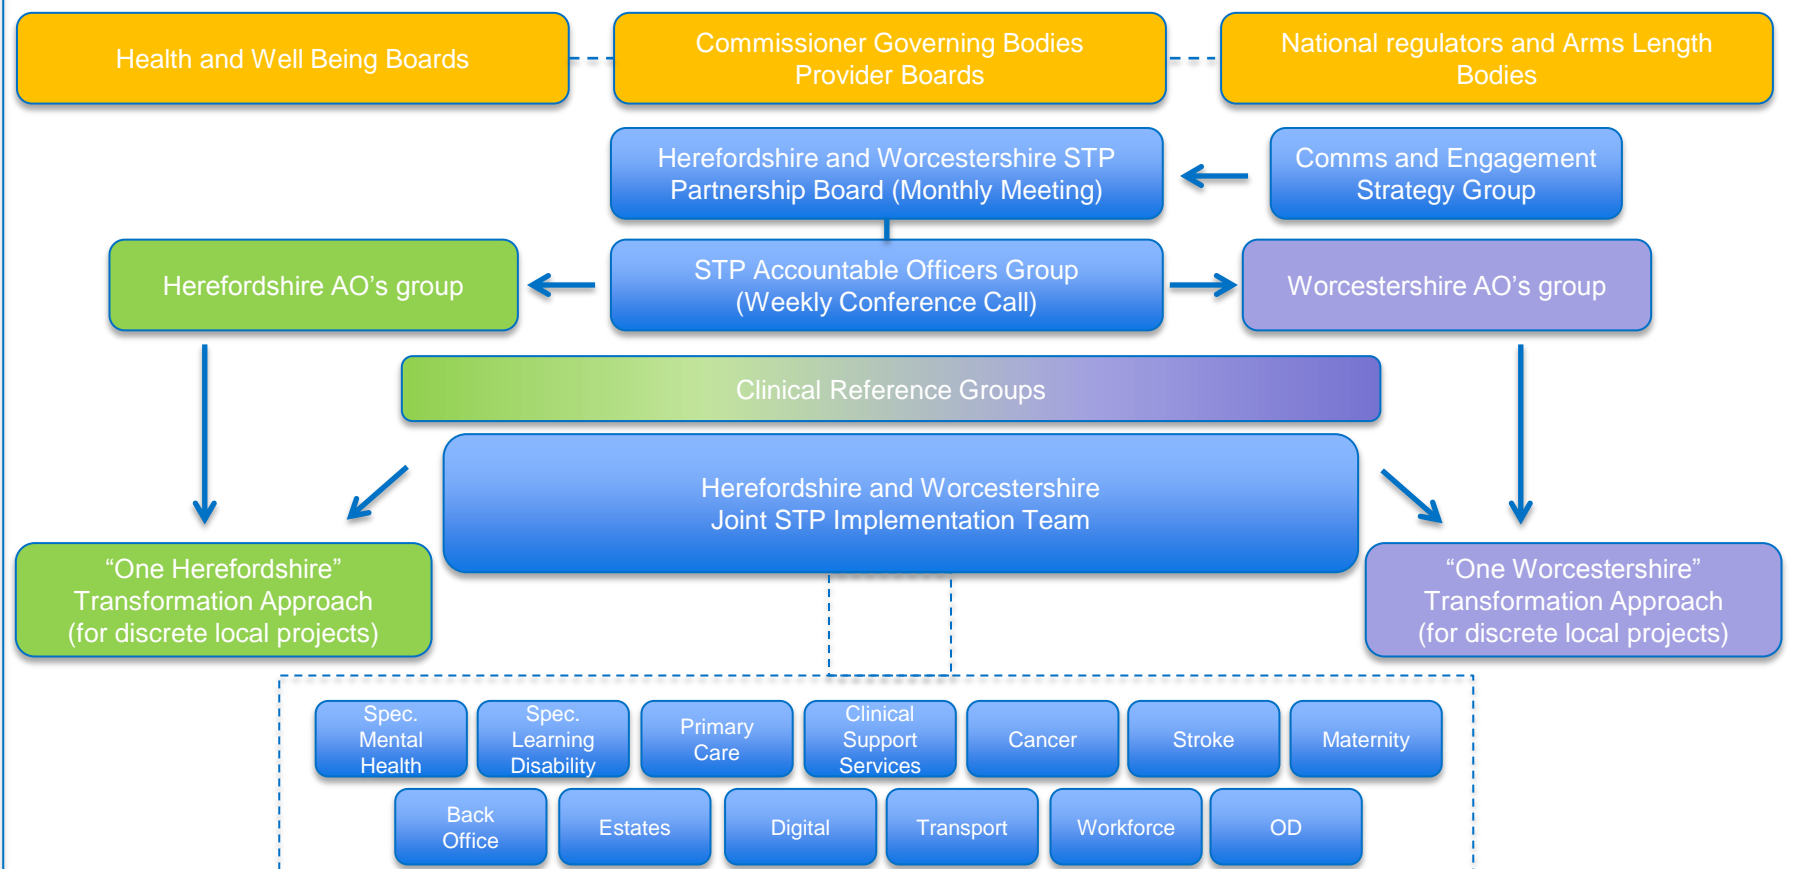 Health and Well Being Boards
Commissioner Governing Bodies
Provider Boards
National regulators and Arms Length
Bodies
Herefordshire and Worcestershire STP
Partnership Board (Monthly Meeting)
Comms and Engagement
Strategy Group
Herefordshire AO’s group
STP Accountable Officers Group
(Weekly Conference Call)
Worcestershire AO’s group
Clinical Reference Groups
Herefordshire and Worcestershire
Joint STP Implementation Team
“One Herefordshire”
Transformation Approach
(for discrete local projects)
“One Worcestershire”
Transformation Approach
(for discrete local projects)
Spec.
Mental
Health
Spec.
Learning
Disability
Primary
Care
Clinical
Support
Services
Cancer
Stroke
Maternity
Back
Office
Estates
Digital
Transport
Workforce
OD